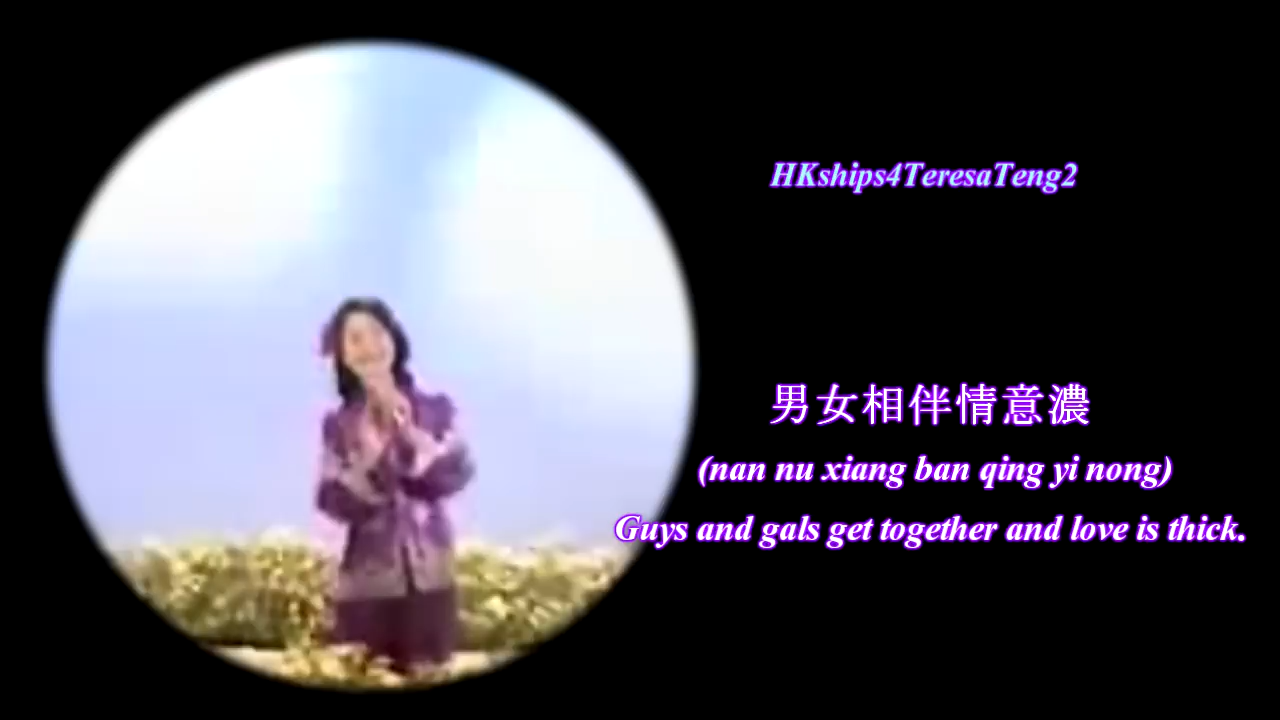 HKships4TeresaTeng2
男女相伴情意濃
(nan nu xiang ban qing yi nong)
Guys and gals get together and love is thick.